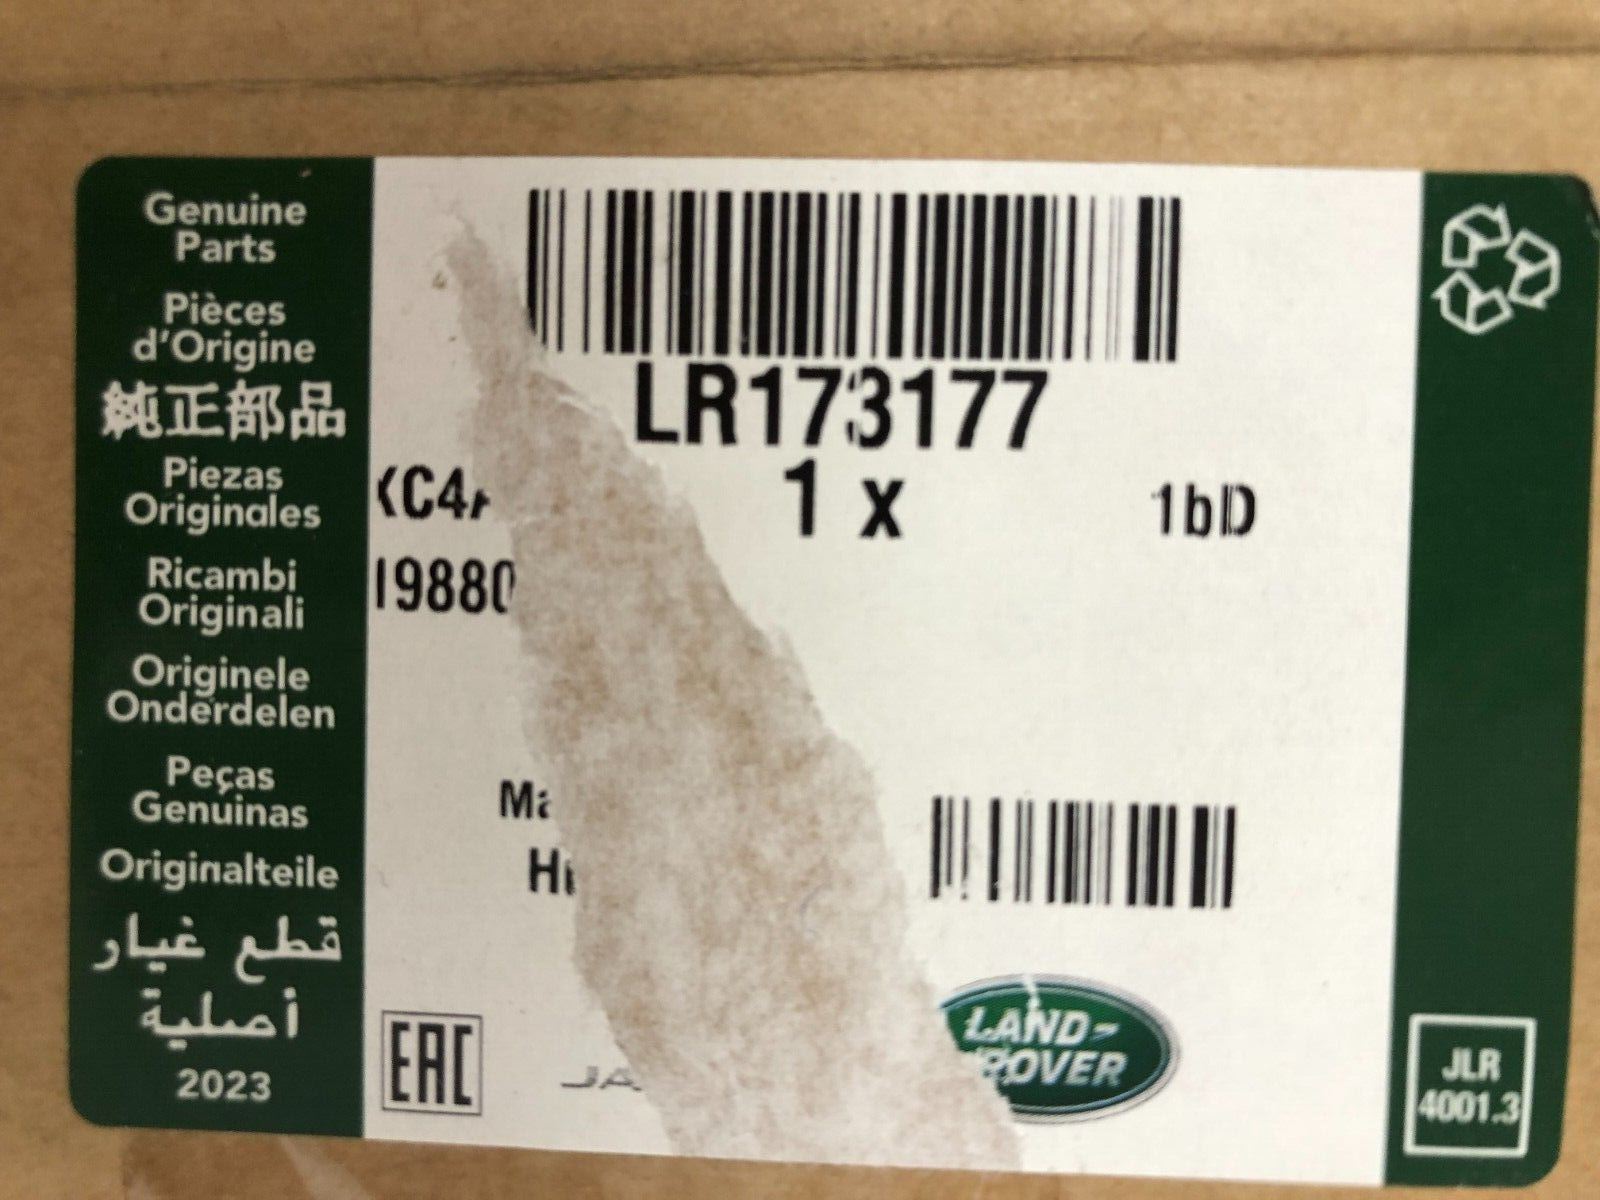 Genuine
Parts
Pièces
d'Origine
純正部品
Piezas
Originales
Ricambi
Originali
Originele
Onderdelen
Peças
Genuinas
Originalteile
قطع غيار
أصلية
2023
LR173177
1 x
19880
EAC
LAND-
ROVER
JLR
4001.3